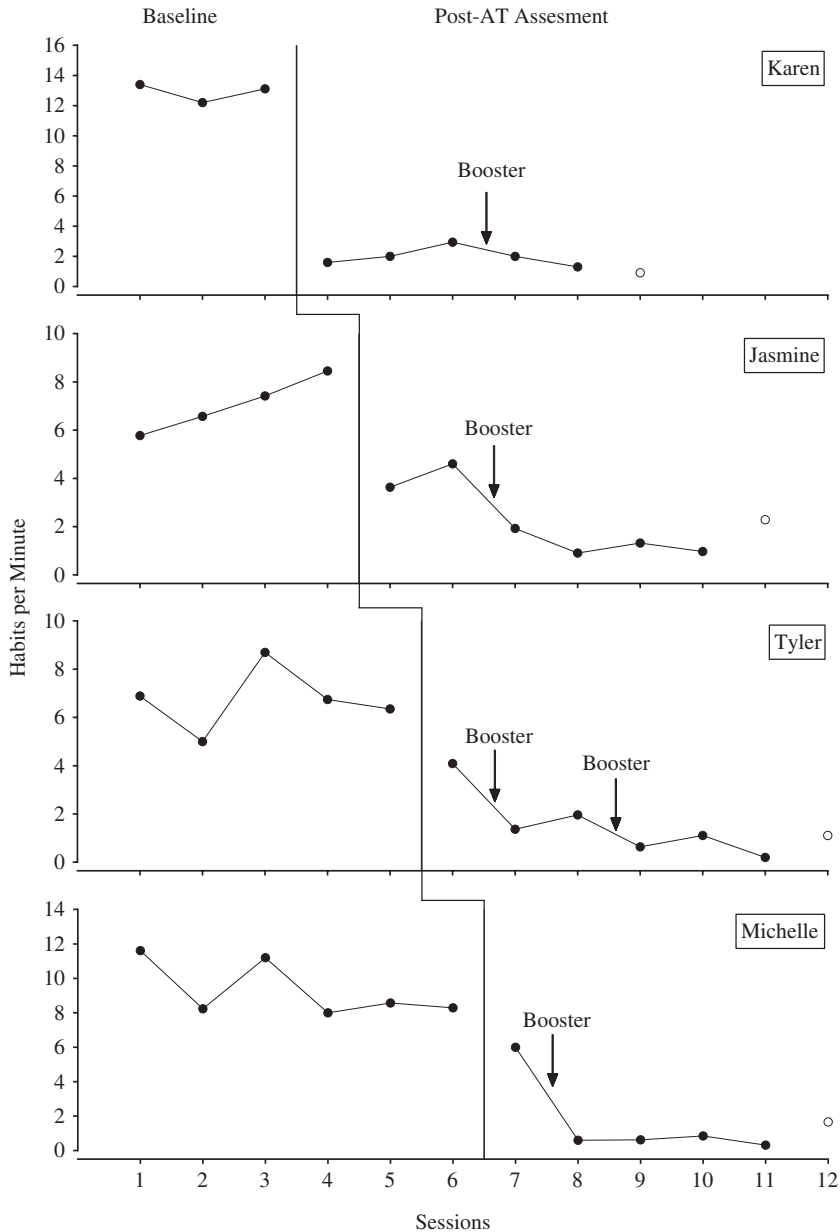 Baseline
Post-AT Assesment
Karen
16
14
12
10
8
6
4
2
0
Booster
Jasmine
10
8
6
4
2
0
Booster
Habits per Minute
Tyler
10
8
6
4
2
0
Booster
Booster
Michelle
14
12
10
8
6
4
2
0
Booster
1 2 3 4 5 6 7 8 9 10 11 12
Sessions